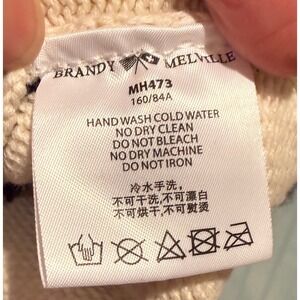 BRANDY MELVILLE
MH473
160/84A
HAND WASH COLD WATER
NO DRY CLEAN
DO NOT BLEACH
NO DRY MACHINE
DO NOT IRON
冷水手洗,
不可干洗,不可漂白
不可烘干,不可熨烫